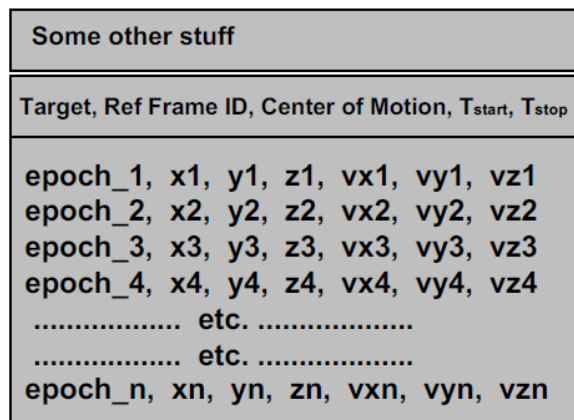 Some other stuff
Target, Ref Frame ID, Center of Motion, Tstart, Tstop
epoch_1, x1, y1, z1, vx1, vy1, vz1
epoch_2, x2, y2, z2, vx2, vy2, vz2
epoch_3, x3, y3, z3, vx3, vy3, vz3
epoch_4, x4, y4, z4, vx4, vy4, vz4
.................. etc. ...................
.................. etc. ...................
epoch_n, xn, yn, zn, vxn, vyn, vzn